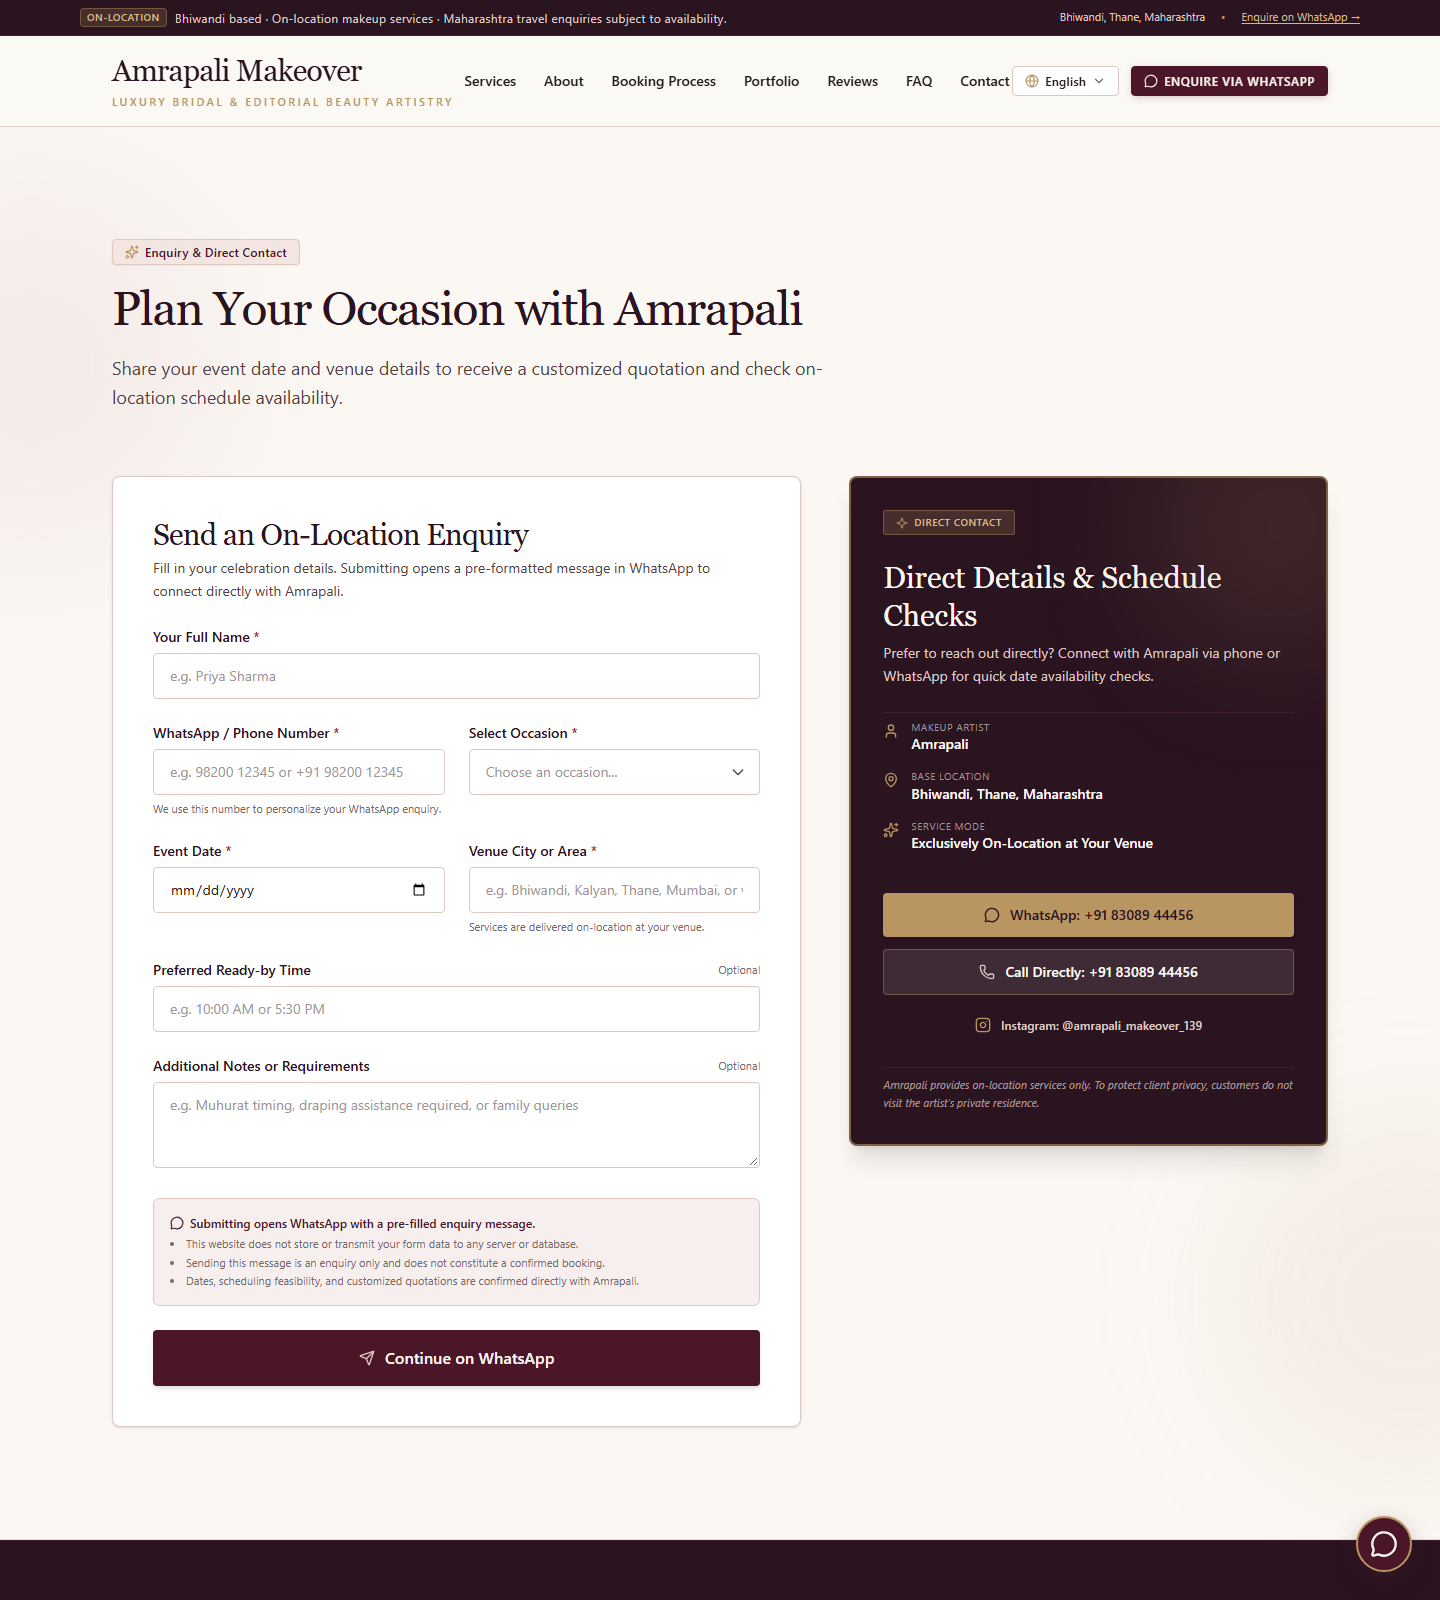 ON-LOCATION Bhiwandi based · On-location makeup services · Maharashtra travel enquiries subject to availability.
Bhiwandi, Thane, Maharashtra • Enquire on WhatsApp →
Amrapali Makeover
LUXURY BRIDAL & EDITORIAL BEAUTY ARTISTRY
Services About Booking Process Portfolio Reviews FAQ Contact English ENQUIRE VIA WHATSAPP
Enquiry & Direct Contact
Plan Your Occasion with Amrapali
Share your event date and venue details to receive a customized quotation and check on-
location schedule availability.
Send an On-Location Enquiry
Fill in your celebration details. Submitting opens a pre-formatted message in WhatsApp to
connect directly with Amrapali.
Your Full Name *
e.g. Priya Sharma
WhatsApp / Phone Number *
e.g. 98200 12345 or +91 98200 12345
We use this number to personalize your WhatsApp enquiry.
Select Occasion *
Choose an occasion...
Event Date *
mm/dd/yyyy
Venue City or Area *
e.g. Bhiwandi, Kalyan, Thane, Mumbai, or
Services are delivered on-location at your venue.
Preferred Ready-by Time Optional
e.g. 10:00 AM or 5:30 PM
Additional Notes or Requirements Optional
e.g. Muhurat timing, draping assistance required, or family queries
Submitting opens WhatsApp with a pre-filled enquiry message.
• This website does not store or transmit your form data to any server or database.
• Sending this message is an enquiry only and does not constitute a confirmed booking.
• Dates, scheduling feasibility, and customized quotations are confirmed directly with Amrapali.
Continue on WhatsApp
DIRECT CONTACT
Direct Details & Schedule
Checks
Prefer to reach out directly? Connect with Amrapali via phone or
WhatsApp for quick date availability checks.
MAKEUP ARTIST
Amrapali
BASE LOCATION
Bhiwandi, Thane, Maharashtra
SERVICE MODE
Exclusively On-Location at Your Venue
WhatsApp: +91 83089 44456
Call Directly: +91 83089 44456
Instagram: @amrapali_makeover_139
Amrapali provides on-location services only. To protect client privacy, customers do not
visit the artist's private residence.